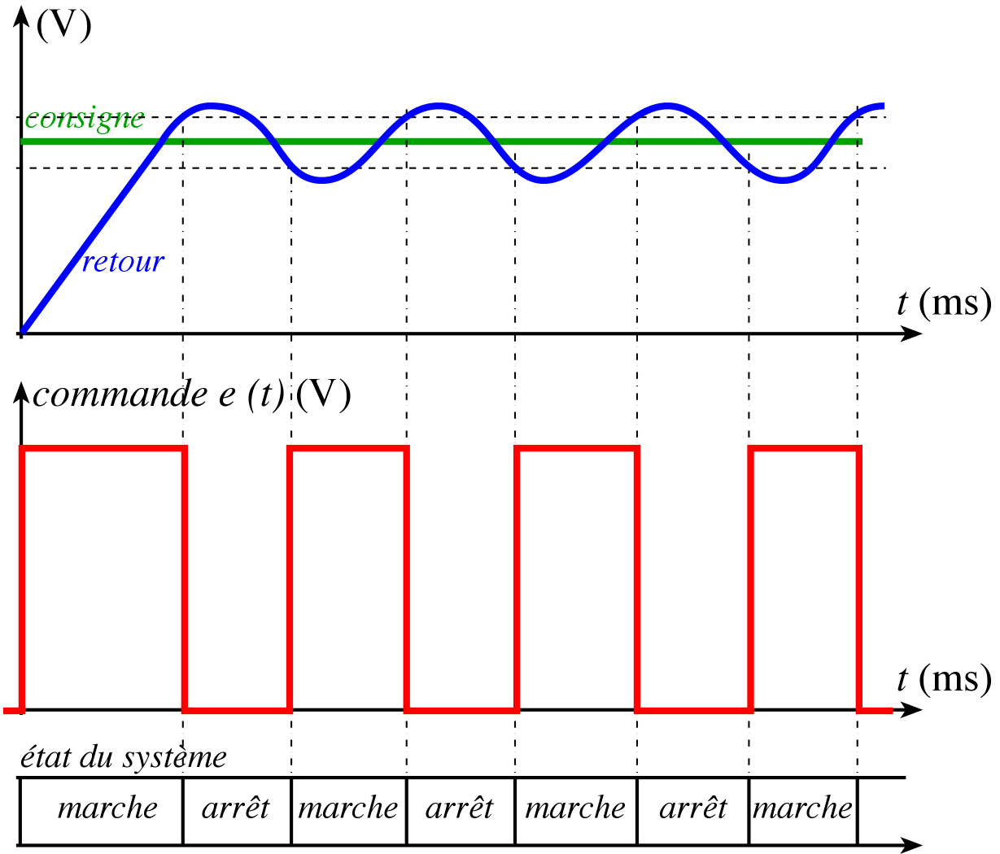 (V)
consigne
retour
t (ms)
commande e (t) (V)
t (ms)
état du système
marche arrêt marche arrêt marche arrêt marche